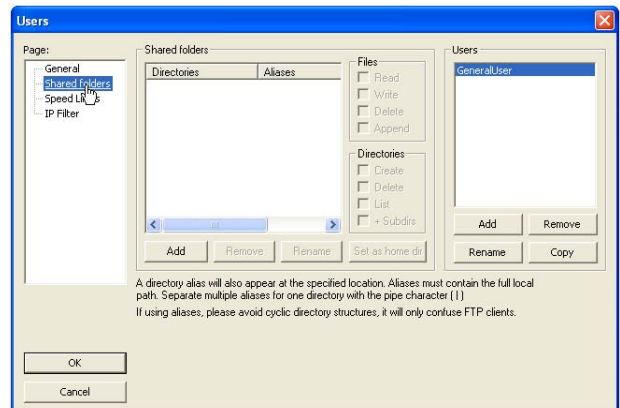 Users
Page:
General
Shared folders
Speed Limits
IP Filter
Shared folders
Directories Aliases
Files
Read
Write
Delete
Append
Directories
Create
Delete
List
+ Subdirs
Add Remove Rename Set as home dir
Users
GeneralUser
Add Remove
Rename Copy
A directory alias will also appear at the specified location. Aliases must contain the full local
path. Separate multiple aliases for one directory with the pipe character ( | )
If using aliases, please avoid cyclic directory structures, it will only confuse FTP clients.
OK
Cancel